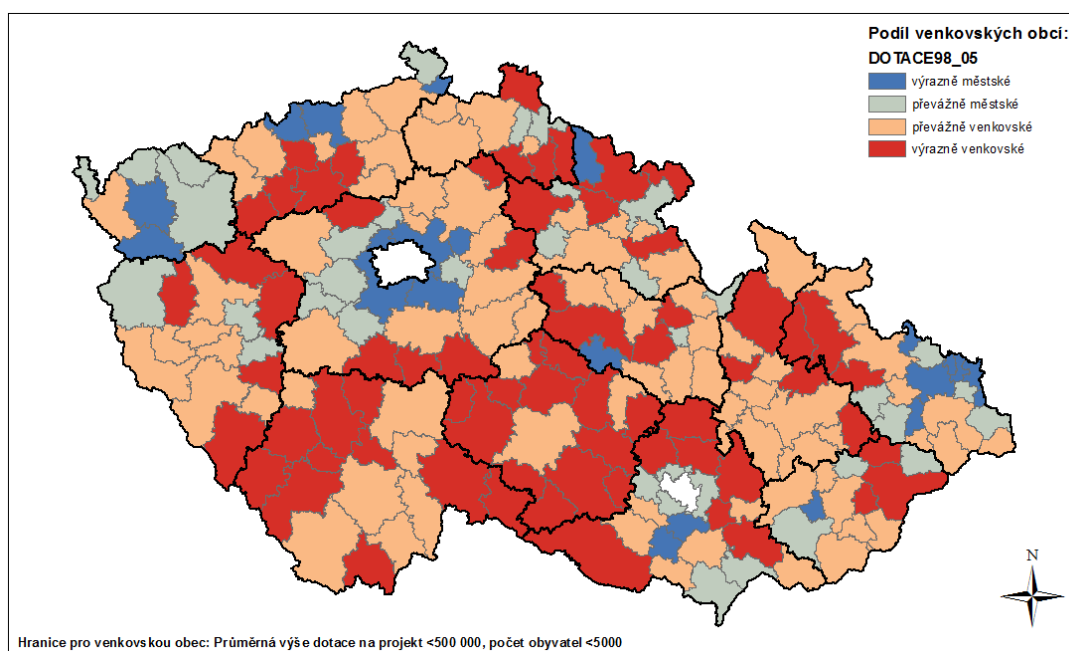 Podíl venkovských obcí:
DOTACE98_05
výrazně městské
převážně městské
převážně venkovské
výrazně venkovské
N
Hranice pro venkovskou obec: Průměrná výše dotace na projekt <500 000, počet obyvatel <5000